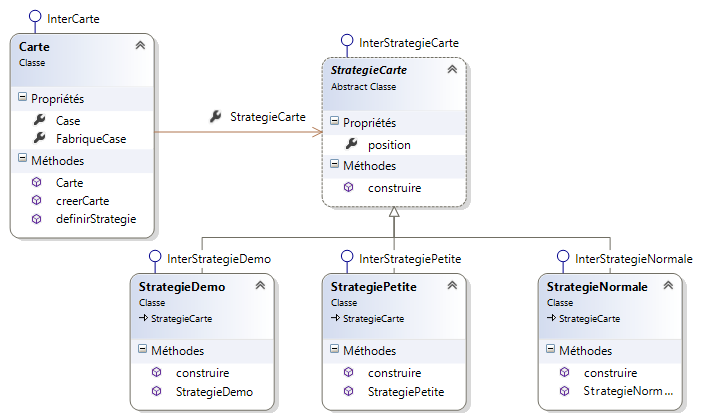 InterCarte
Carte
Classe
Propriétés
Case
FabriqueCase
Méthodes
Carte
creerCarte
definirStrategie
StrategieCarte
InterStrategieCarte
StrategieCarte
Abstract Classe
Propriétés
position
Méthodes
construire
InterStrategieDemo
StrategieDemo
Classe
StrategieCarte
Méthodes
construire
StrategieDemo
InterStrategiePetite
StrategiePetite
Classe
StrategieCarte
Méthodes
construire
StrategiePetite
InterStrategieNormale
StrategieNormale
Classe
StrategieCarte
Méthodes
construire
StrategieNorm...